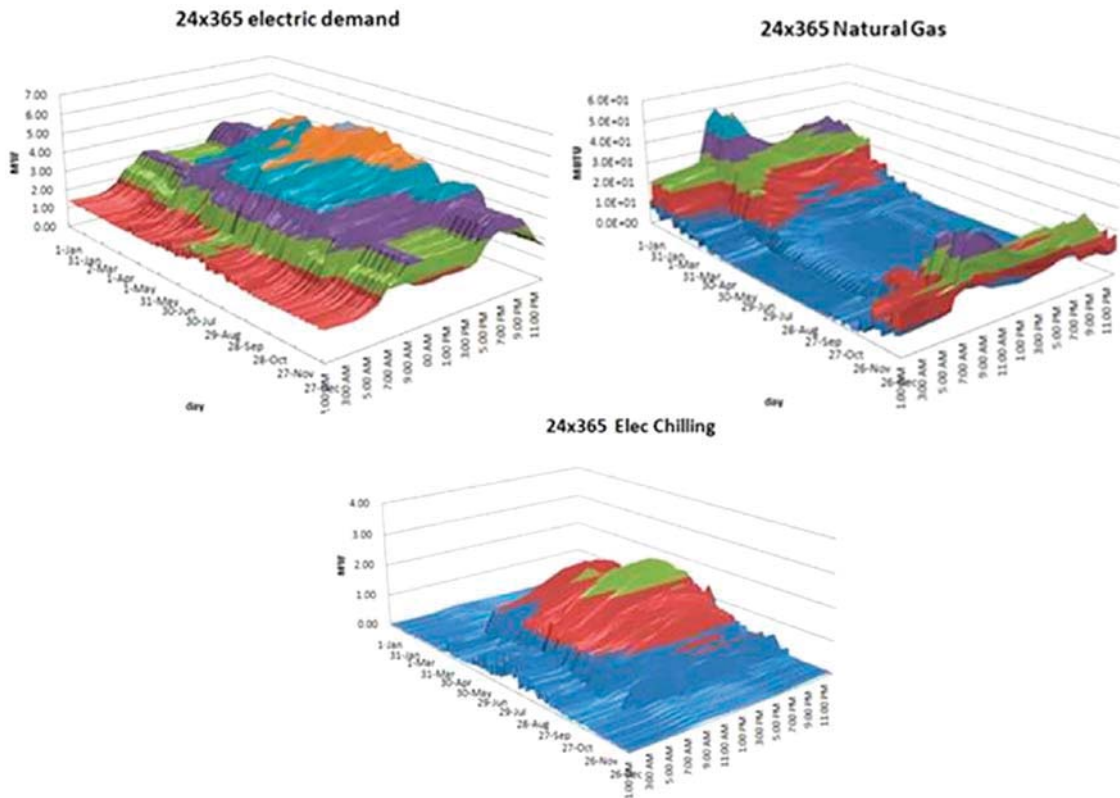 24x365 electric demand
7.00
6.00
5.00
4.00
3.00
2.00
1.00
0.00
MW
1-Jan
31-Jan
2-Mar
1-Apr
1-May
31-May
30-Jun
30-Jul
29-Aug
28-Sep
28-Oct
27-Nov
27-Dec
day
3:00 AM
5:00 AM
7:00 AM
9:00 AM
00 AM
1:00 PM
3:00 PM
5:00 PM
7:00 PM
9:00 PM
11:00 PM
24x365 Natural Gas
6.0E+01
5.0E+01
4.0E+01
3.0E+01
2.0E+01
1.0E+01
0.0E+00
MBTU
1-Jan
31-Jan
1-Mar
31-Mar
30-Apr
30-May
29-Jun
29-Jul
28-Aug
27-Sep
27-Oct
26-Nov
26-Dec
day
1:00 AM
3:00 AM
5:00 AM
7:00 AM
9:00 AM
11:00 AM
1:00 PM
3:00 PM
5:00 PM
7:00 PM
9:00 PM
11:00 PM
24x365 Elec Chilling
4.00
3.00
2.00
1.00
0.00
MW
1-Jan
31-Jan
1-Mar
31-Mar
30-Apr
30-May
29-Jun
29-Jul
28-Aug
27-Sep
27-Oct
26-Nov
26-Dec
1:00 AM
3:00 AM
5:00 AM
7:00 AM
9:00 AM
11:00 AM
1:00 PM
3:00 PM
5:00 PM
7:00 PM
9:00 PM
11:00 PM